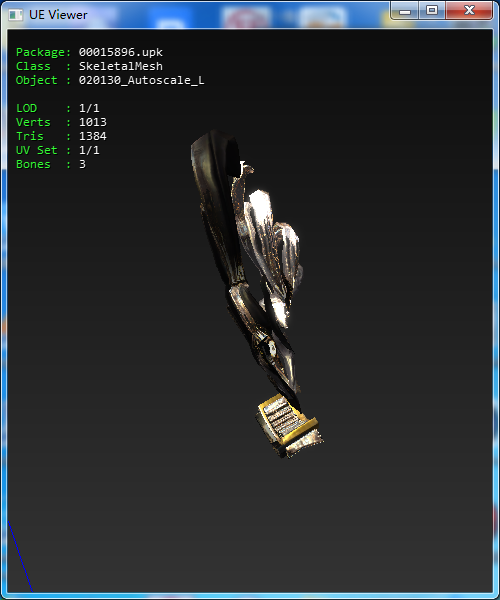 UE Viewer
Package: 00015896.upk
Class : SkeletalMesh
Object : 020130_Autoscale_L
LOD : 1/1
Verts : 1013
Tris : 1384
UV Set : 1/1
Bones : 3